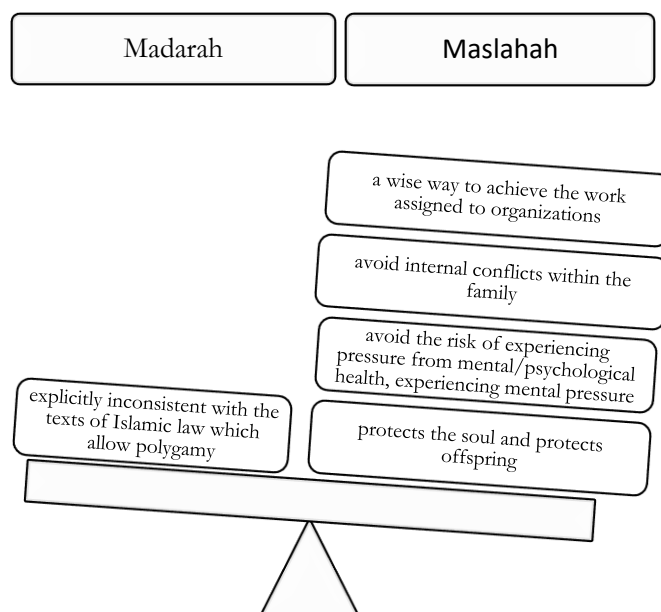 Madarah
Maslahah
a wise way to achieve the work
assigned to organizations
avoid internal conflicts within the
family
avoid the risk of experiencing
pressure from mental/psychological
health, experiencing mental pressure
explicitly inconsistent with the
texts of Islamic law which
allow polygamy
protects the soul and protects
offspring